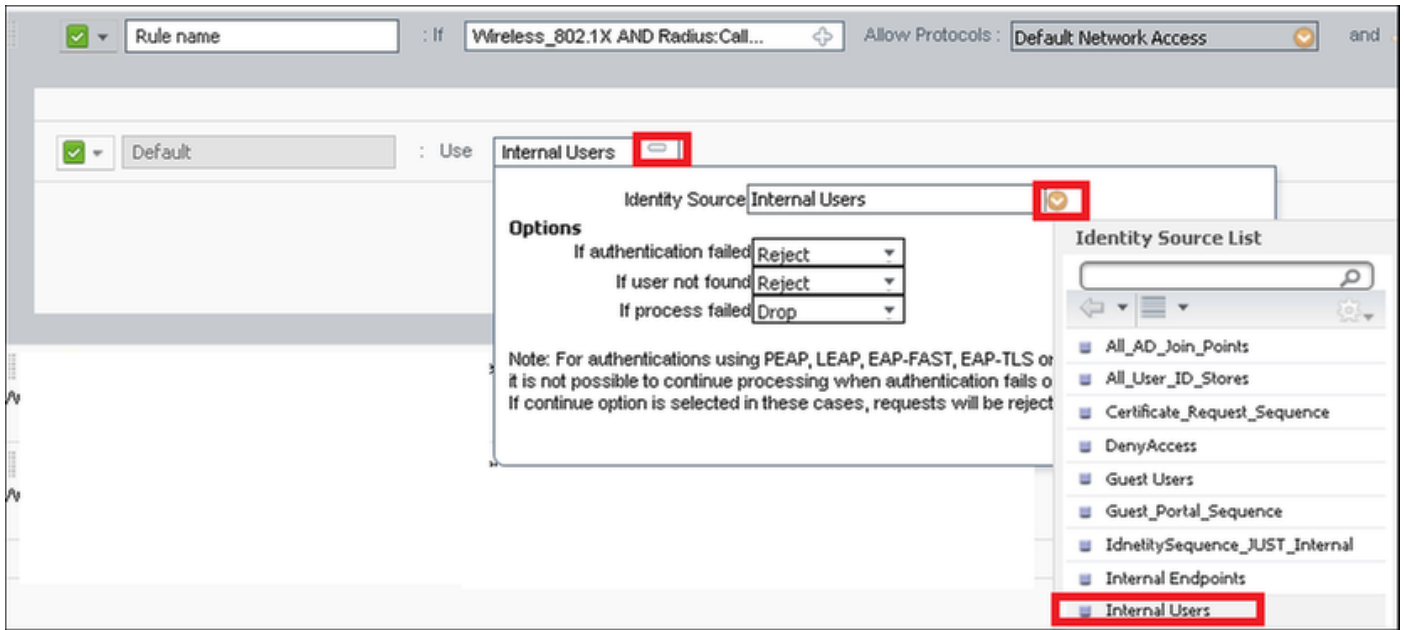 Rule name : If Wireless_802.1X AND Radius:Call... Allow Protocols : Default Network Access and
Default : Use Internal Users
Identity Source Internal Users
Options
If authentication failed Reject
If user not found Reject
If process failed Drop
Note: For authentications using PEAP, LEAP, EAP-FAST, EAP-TLS or
it is not possible to continue processing when authentication fails o
If continue option is selected in these cases, requests will be reject
Identity Source List
All_AD_Join_Points
All_User_ID_Stores
Certificate_Request_Sequence
DenyAccess
Guest Users
Guest_Portal_Sequence
IdnetitySequence_JUST_Internal
Internal Endpoints
Internal Users